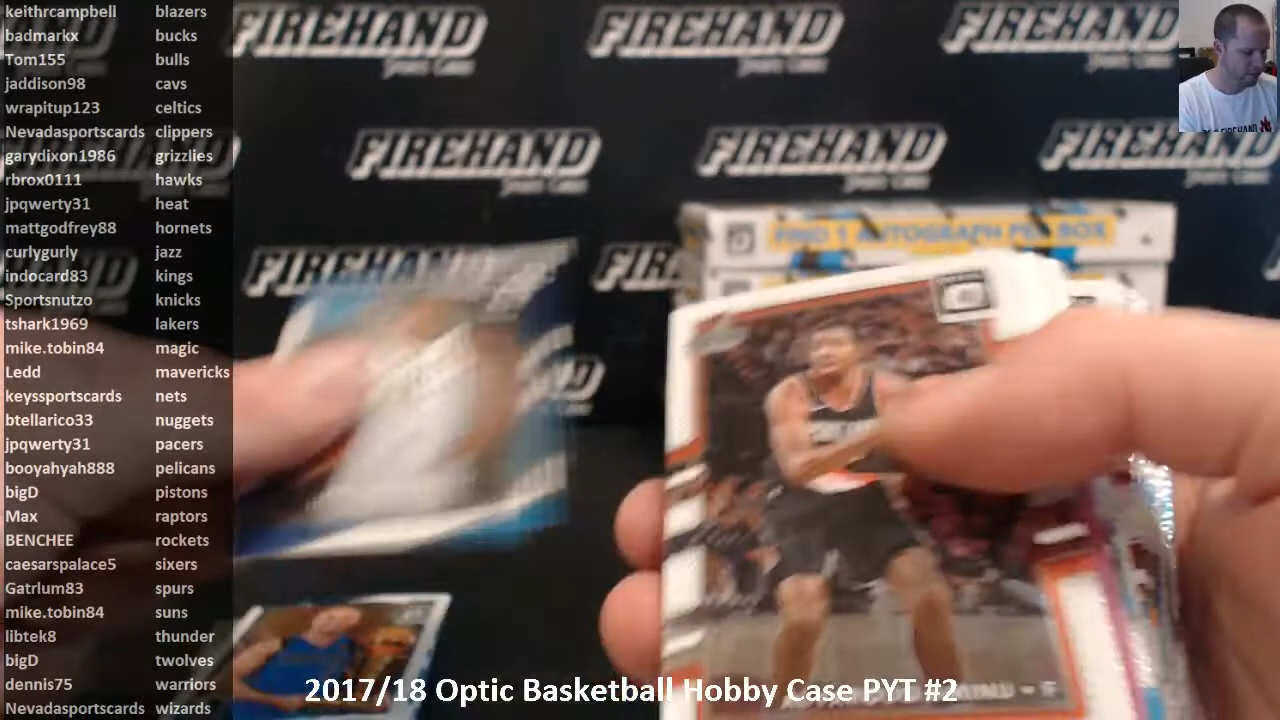 keithrcampbell blazers
badmarkx bucks
Tom155 bulls
jaddison98 cavs
wrapitup123 celtics
Nevadasportscards clippers
garydixon1986 grizzlies
rbrox0111 hawks
jpqwerty31 heat
mattgodfrey88 hornets
curlygurly jazz
indocard83 kings
Sportsnutzo knicks
tshark1969 lakers
mike.tobin84 magic
Ledd mavericks
keyssportscards nets
btellarico33 nuggets
jpqwerty31 pacers
booyahyah888 pelicans
bigD pistons
Max raptors
BENCHEE rockets
caesarspalace5 sixers
Gatrlum83 spurs
mike.tobin84 suns
libtek8 thunder
bigD twolves
dennis75 warriors
Nevadasportscards wizards
FIREHAND FIREHAND FIREHAND
FIREHAND FIREHAND FIREHAND
FIREHAND FIRE
FIND 1 AUTOGRAPH PER BOX
2017/18 Optic Basketball Hobby Case PYT #2